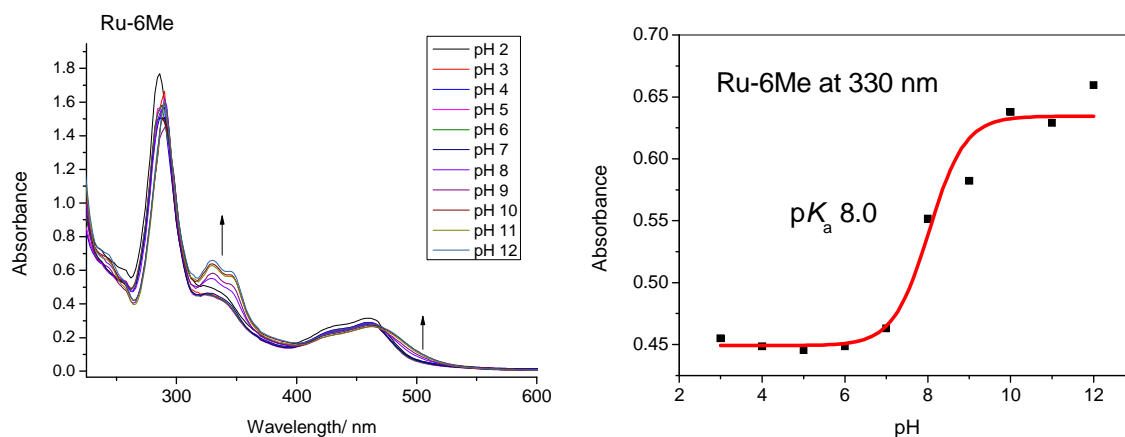 Ru-6Me
pH 2
pH 3
pH 4
pH 5
pH 6
pH 7
pH 8
pH 9
pH 10
pH 11
pH 12
1.8
1.6
1.4
1.2
1.0
0.8
0.6
0.4
0.2
0.0
Absorbance
300
400
500
600
Wavelength/ nm
Ru-6Me at 330 nm
pKa 8.0
0.70
0.65
0.60
0.55
0.50
0.45
0.40
Absorbance
2
4
6
8
10
12
pH